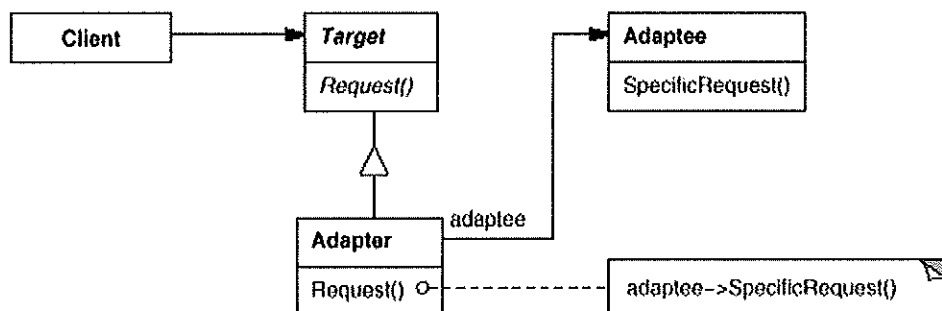 Client
Target
Request()
Adaptee
SpecificRequest()
adaptee
Adapter
Request()
adaptee->SpecificRequest()